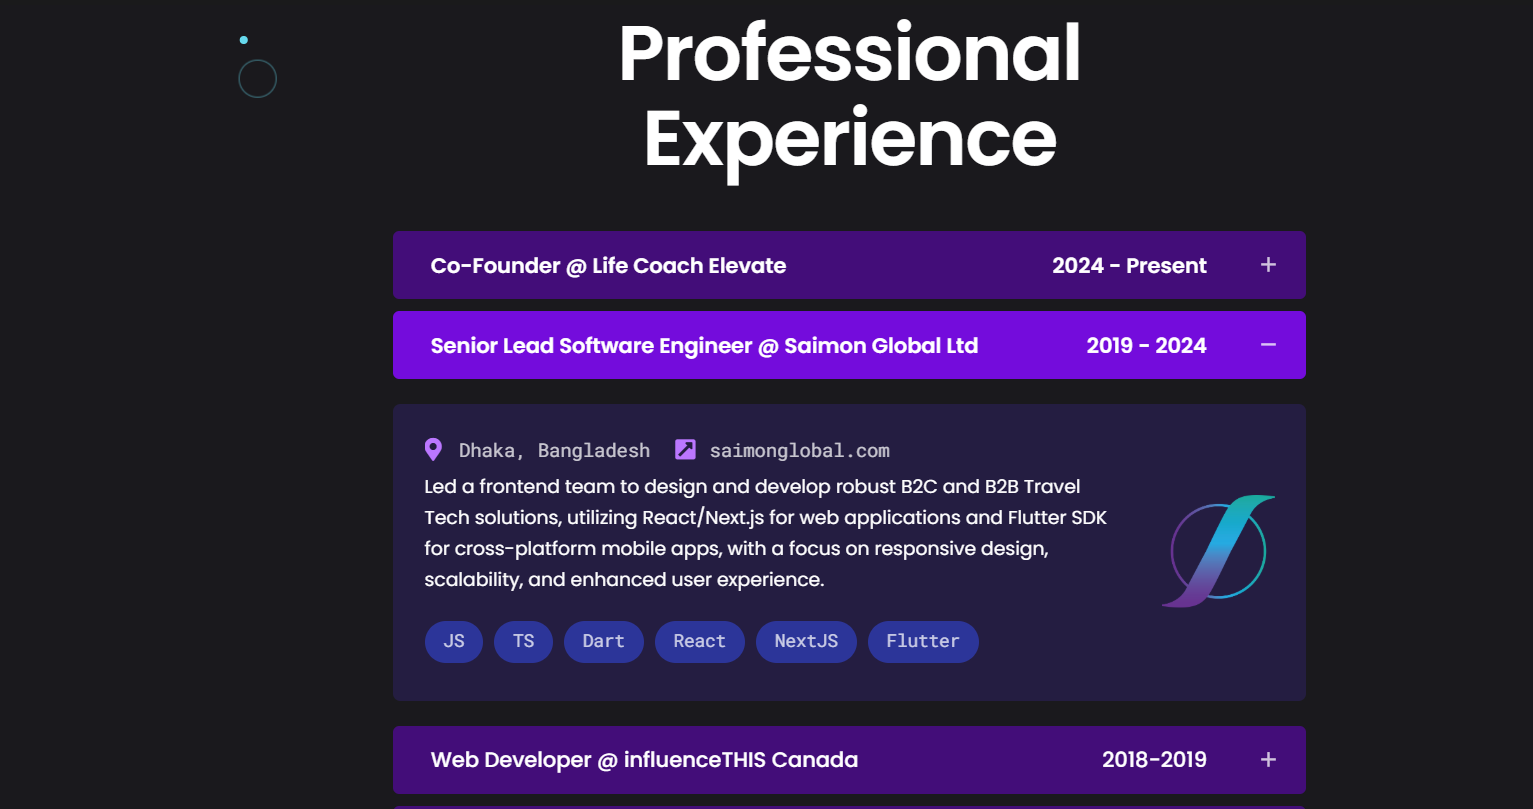 Professional
Experience
Co-Founder @ Life Coach Elevate 2024 - Present +
Senior Lead Software Engineer @ Saimon Global Ltd 2019 - 2024 −
Dhaka, Bangladesh saimonglobal.com
Led a frontend team to design and develop robust B2C and B2B Travel
Tech solutions, utilizing React/Next.js for web applications and Flutter SDK
for cross-platform mobile apps, with a focus on responsive design,
scalability, and enhanced user experience.
JS TS Dart React NextJS Flutter
Web Developer @ influenceTHIS Canada 2018-2019 +